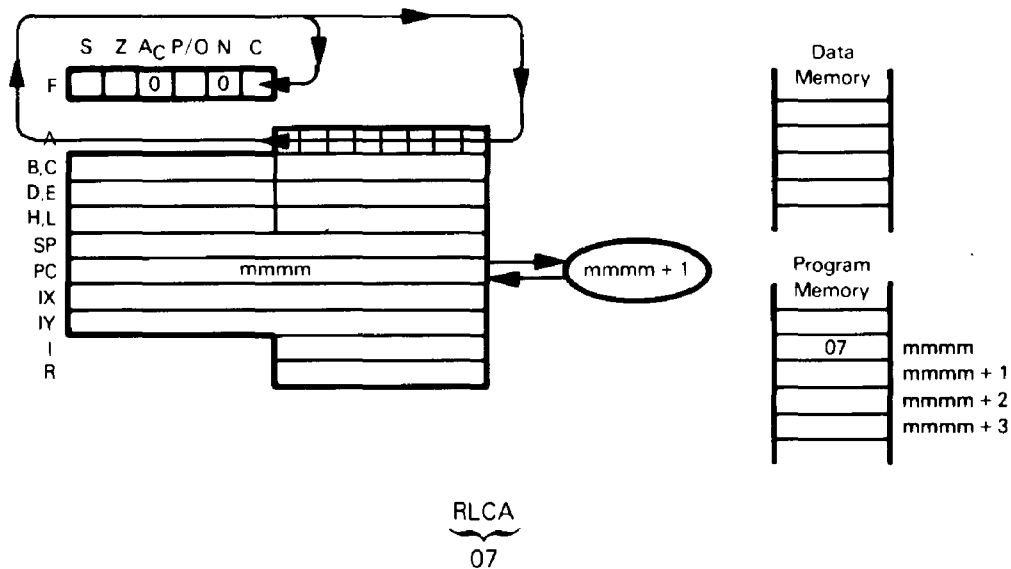 S Z AC P/O N C
F 0 0
A
B,C
D,E
H,L
SP
PC mmmm mmmm + 1
IX
IY
I
R
Data
Memory
Program
Memory
07 mmmm
mmmm + 1
mmmm + 2
mmmm + 3
RLCA
07